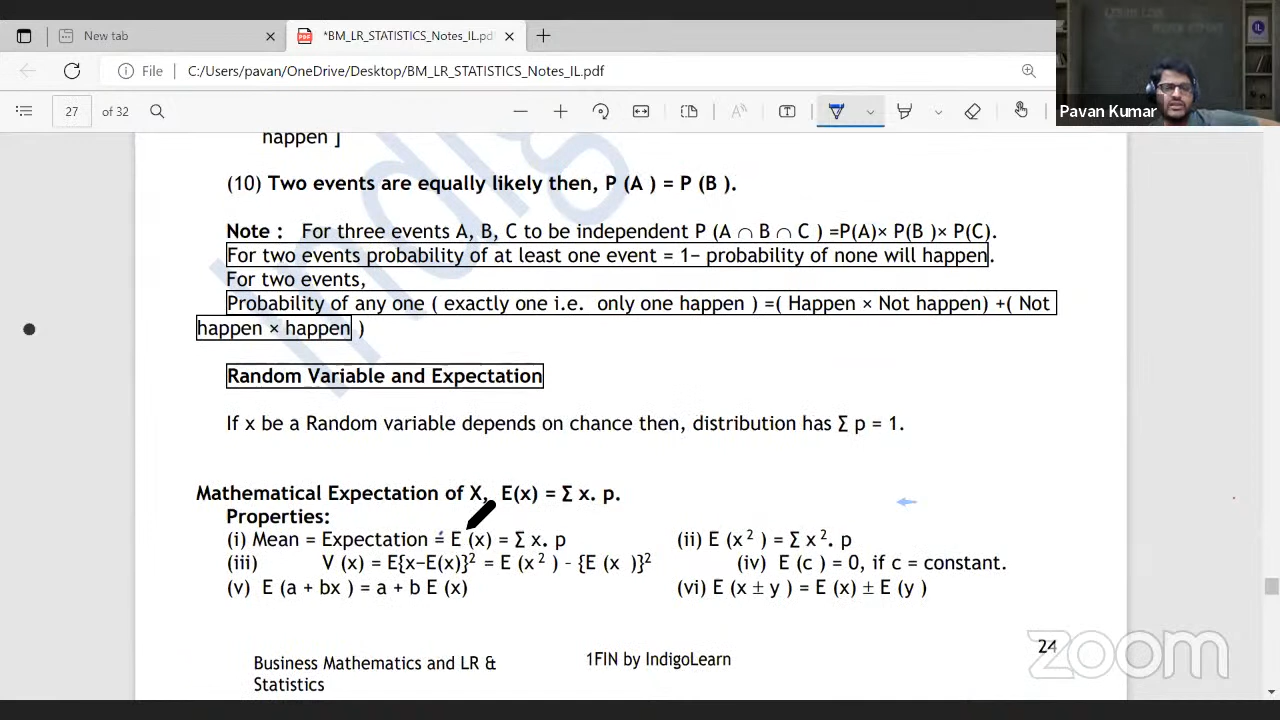 New tab
*BM_LR_STATISTICS_Notes_IL.pdf
File
C:/Users/pavan/OneDrive/Desktop/BM_LR_STATISTICS_Notes_IL.pdf
27 of 32
Pavan Kumar
happen ]
(10) Two events are equally likely then, P (A ) = P (B ).
Note : For three events A, B, C to be independent P (A ∩ B ∩ C ) =P(A)× P(B )× P(C).
For two events probability of at least one event = 1− probability of none will happen.
For two events,
Probability of any one ( exactly one i.e. only one happen ) =( Happen × Not happen) +( Not
happen × happen )
Random Variable and Expectation
If x be a Random variable depends on chance then, distribution has Σ p = 1.
Mathematical Expectation of X, E(x) = Σ x. p.
Properties:
(i) Mean = Expectation = E (x) = Σ x. p
(ii) E (x²) = Σ x². p
(iii) V (x) = E{x−E(x)}² = E (x²) - {E (x )}²
(iv) E (c ) = 0, if c = constant.
(v) E (a + bx ) = a + b E (x)
(vi) E (x ± y ) = E (x) ± E (y )
24
Business Mathematics and LR &
Statistics
1FIN by IndigoLearn
zoom
Indig